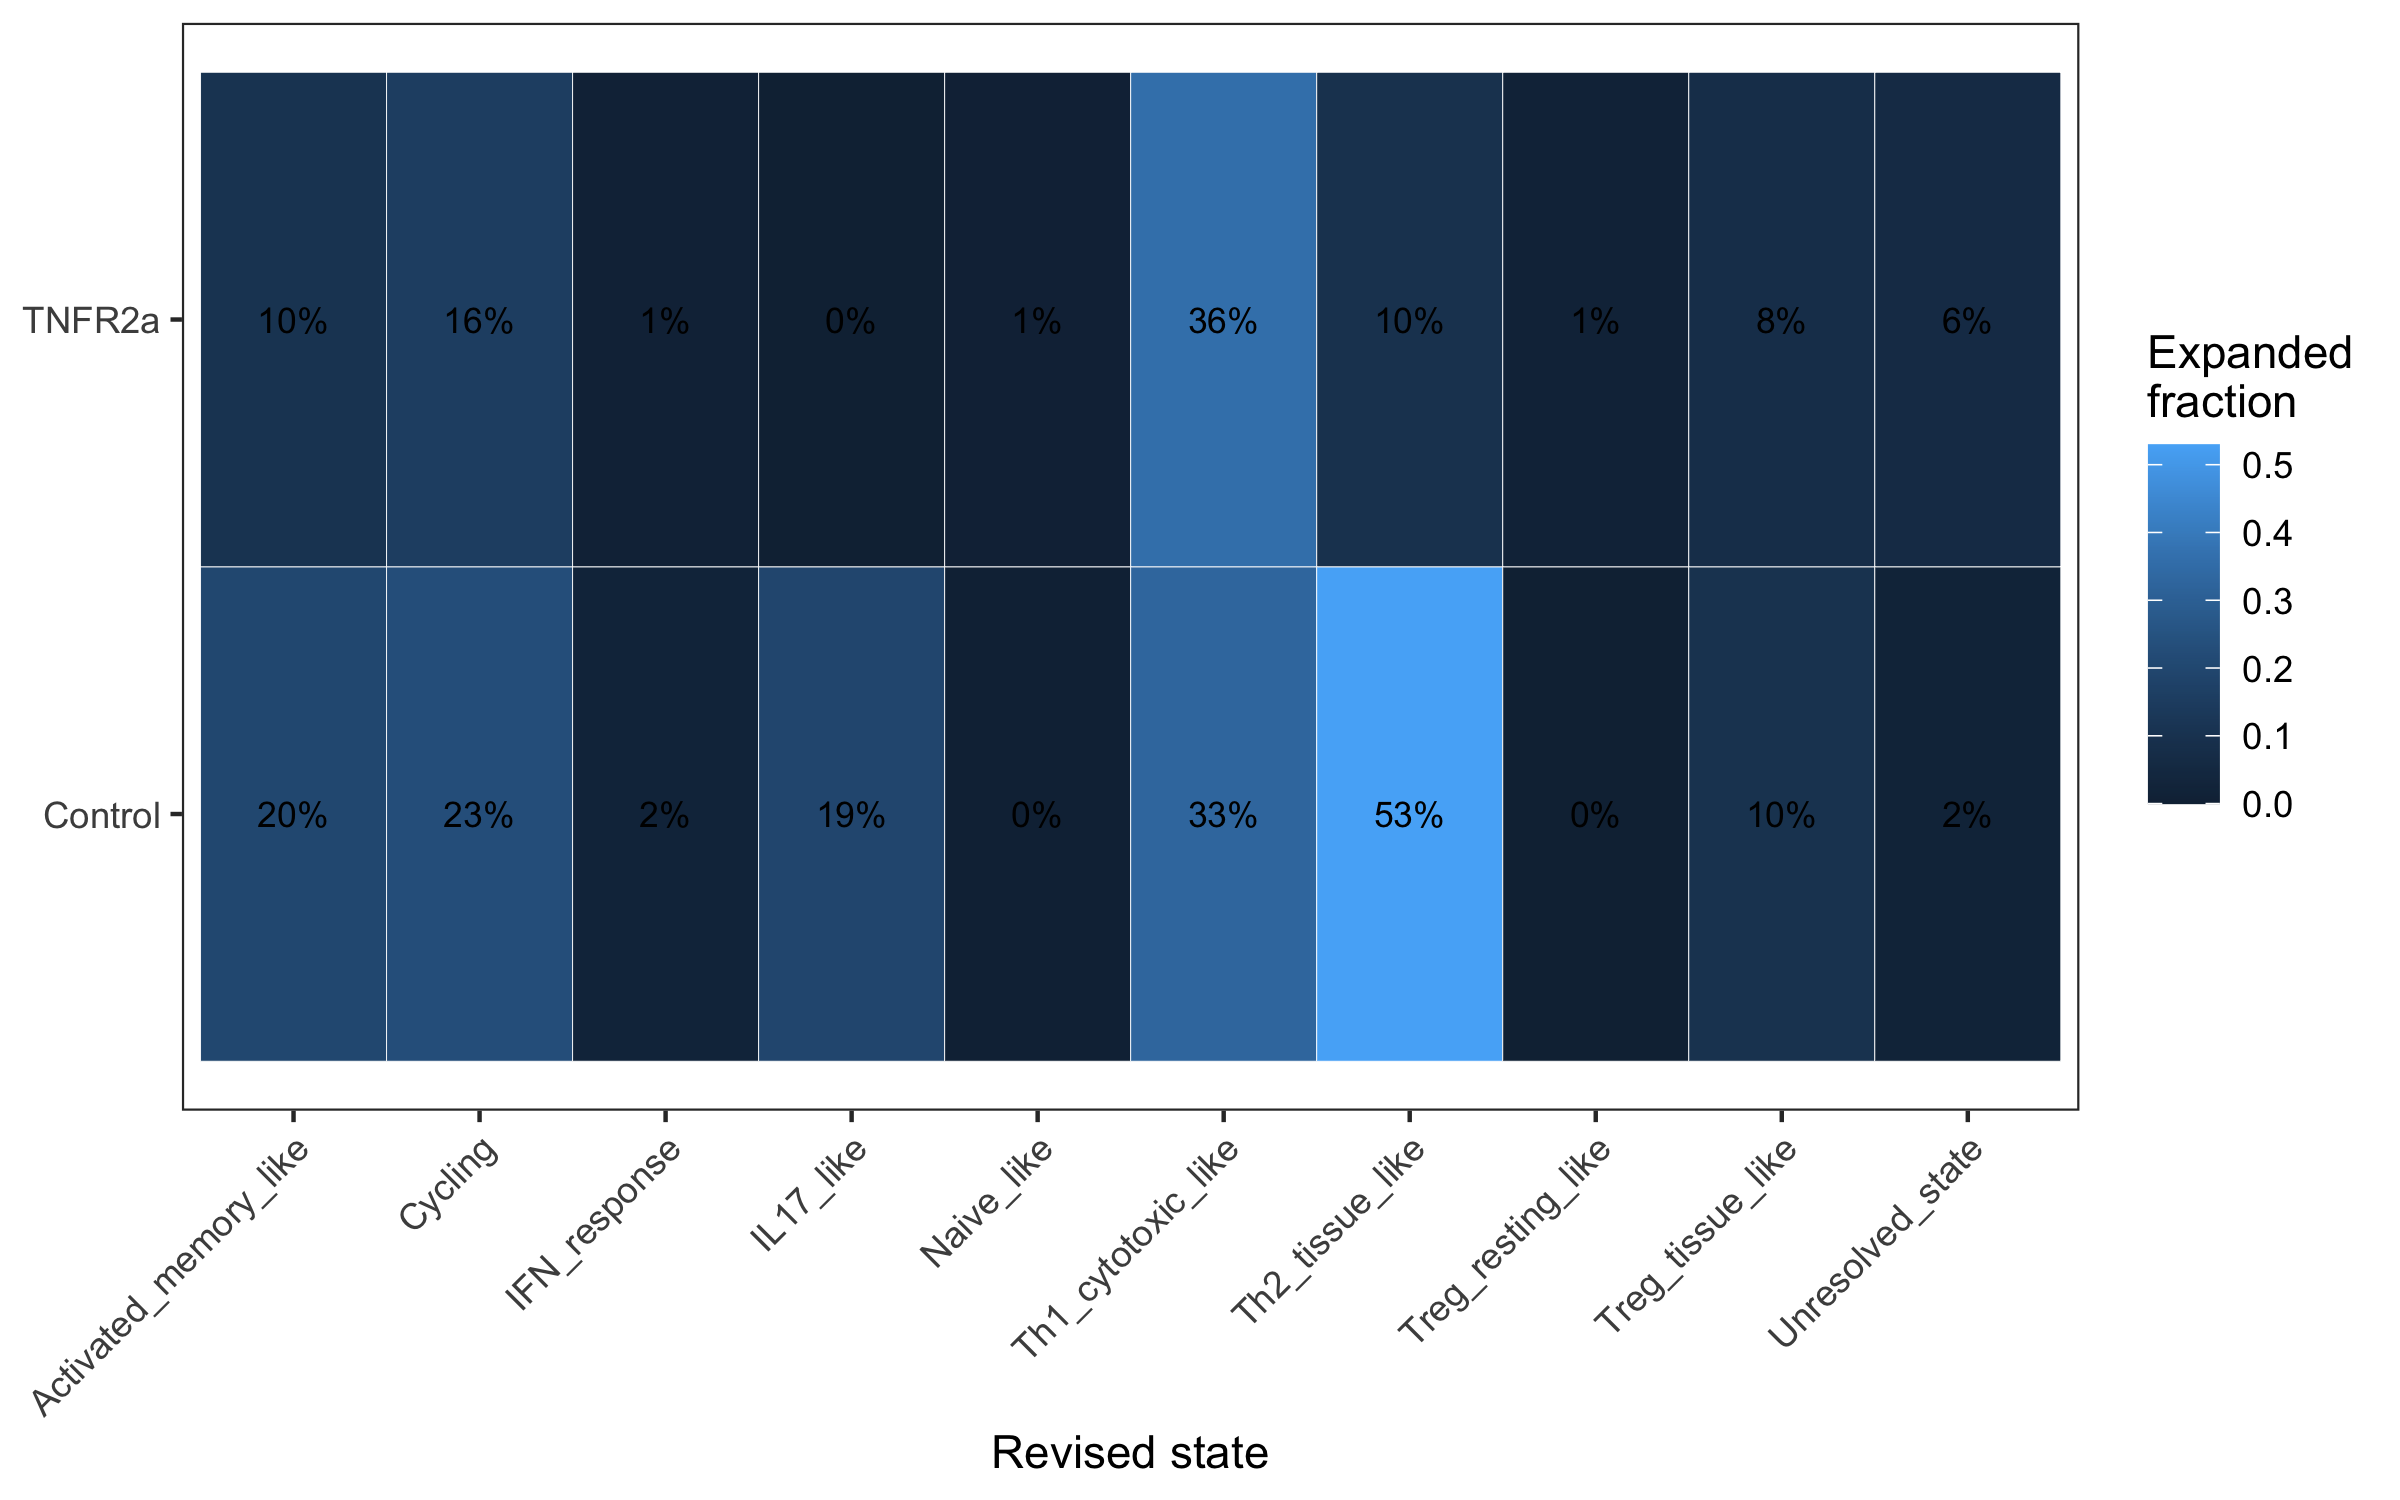 TNFR2a
10% 16% 1% 0% 1% 36% 10% 1% 8% 6%
Control
20% 23% 2% 19% 0% 33% 53% 0% 10% 2%
Activated_memory_like
Cycling
IFN_response
IL17_like
Naive_like
Th1_cytotoxic_like
Th2_tissue_like
Treg_resting_like
Treg_tissue_like
Unresolved_state
Revised state
Expanded
fraction
0.5
0.4
0.3
0.2
0.1
0.0